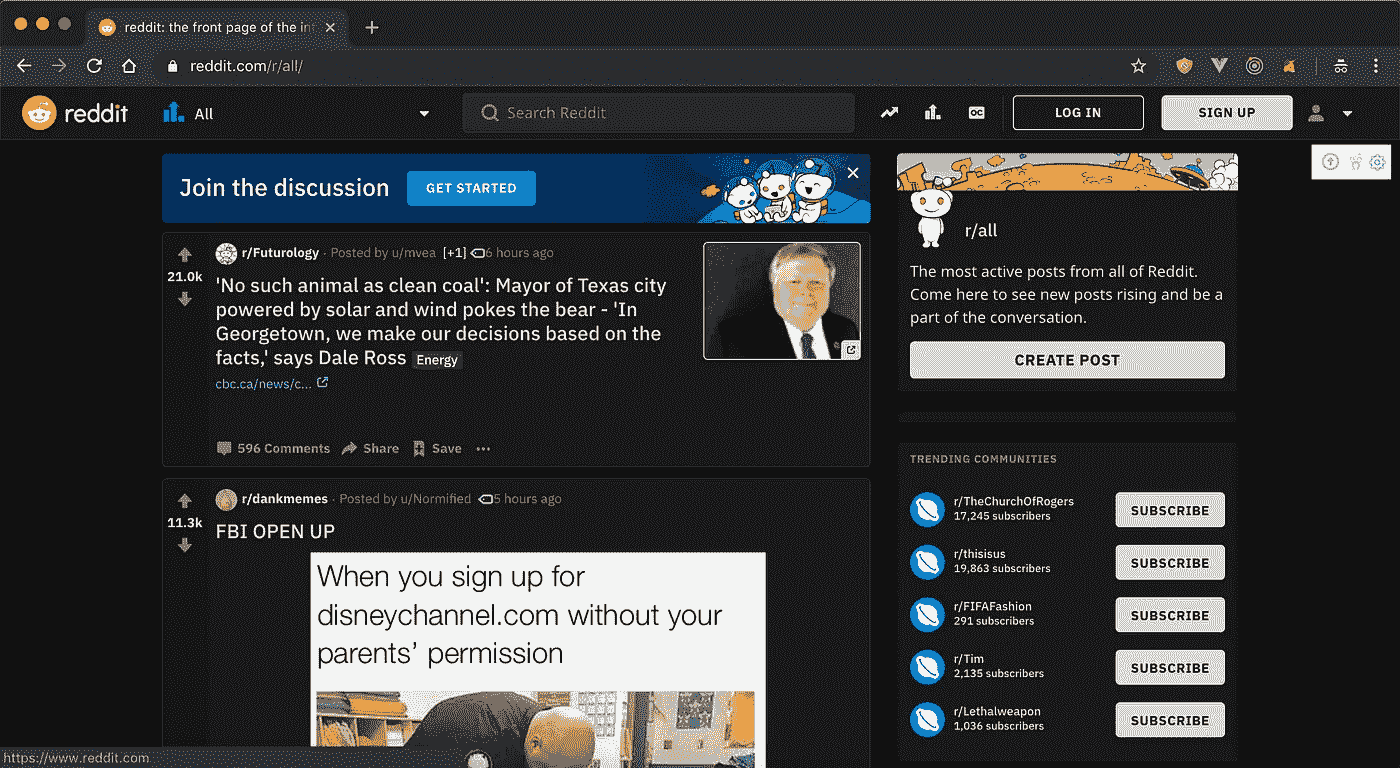 reddit: the front page of the int
reddit.com/r/all/
reddit
All
Search Reddit
OC
LOG IN
SIGN UP
Join the discussion
GET STARTED
r/Futurology · Posted by u/mvea [+1] 6 hours ago
21.0k
'No such animal as clean coal': Mayor of Texas city
powered by solar and wind pokes the bear - 'In
Georgetown, we make our decisions based on the
facts,' says Dale Ross Energy
cbc.ca/news/c...
596 Comments Share Save
r/dankmemes · Posted by u/Normified 5 hours ago
11.3k
FBI OPEN UP
When you sign up for
disneychannel.com without your
parents’ permission
r/all
The most active posts from all of Reddit.
Come here to see new posts rising and be a
part of the conversation.
CREATE POST
TRENDING COMMUNITIES
r/TheChurchOfRogers
17,245 subscribers
SUBSCRIBE
r/thisisus
19,863 subscribers
SUBSCRIBE
r/FIFAFashion
291 subscribers
SUBSCRIBE
r/Tim
2,135 subscribers
SUBSCRIBE
r/Lethalweapon
1,036 subscribers
SUBSCRIBE
https://www.reddit.com